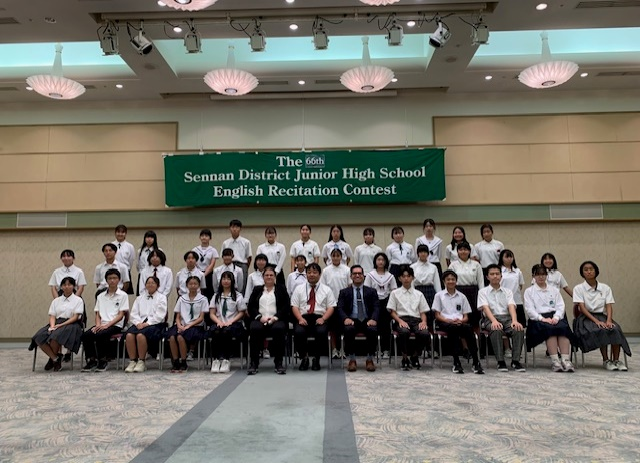 The 66th
Sennan District Junior High School
English Recitation Contest